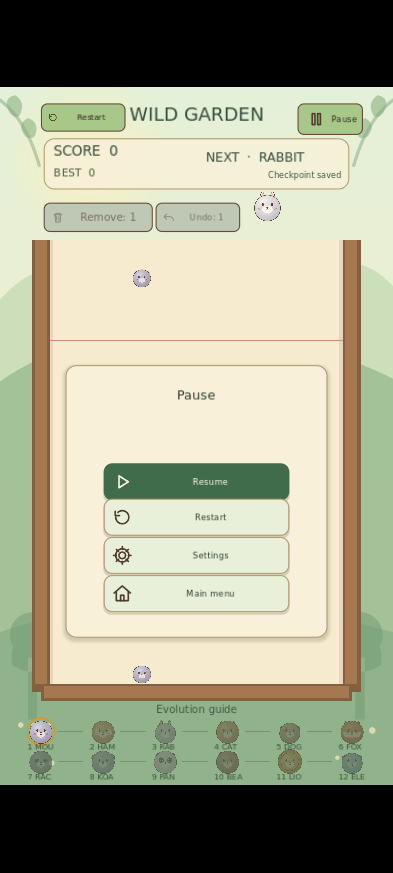 Restart
WILD GARDEN
Pause
SCORE 0
NEXT · RABBIT
BEST 0
Checkpoint saved
Remove: 1
Undo: 1
Pause
Resume
Restart
Settings
Main menu
Evolution guide
1 MOU 2 HAM 3 RAB 4 CAT 5 DOG 6 FOX
7 RAC 8 KOA 9 PAN 10 BEA 11 LIO 12 ELE